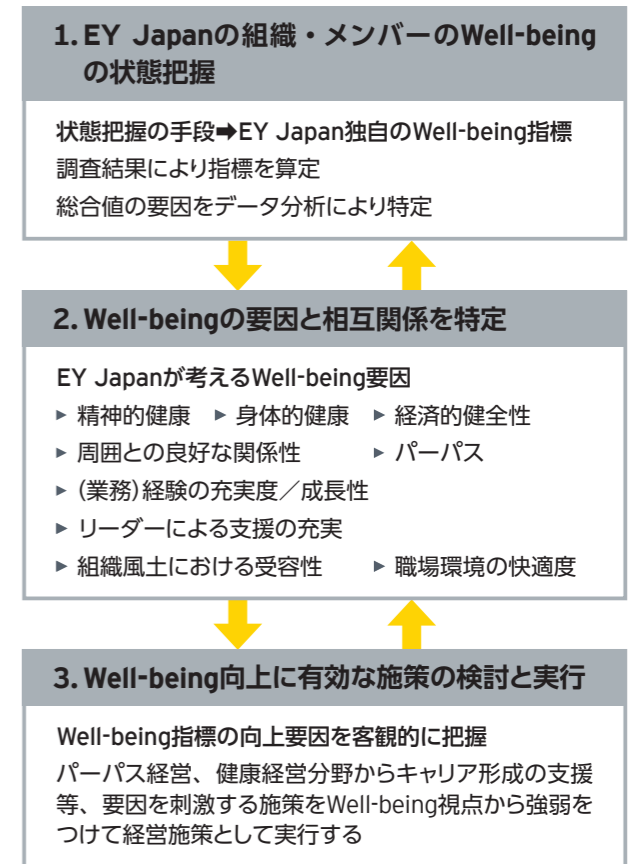 1. EY Japanの組織・メンバーのWell-being
の状態把握
状態把握の手段➡EY Japan独自のWell-being指標
調査結果により指標を算定
総合値の要因をデータ分析により特定
2. Well-beingの要因と相互関係を特定
EY Japanが考えるWell-being要因
▶ 精神的健康 ▶ 身体的健康 ▶ 経済的健全性
▶ 周囲との良好な関係性 ▶ パーパス
▶ (業務)経験の充実度／成長性
▶ リーダーによる支援の充実
▶ 組織風土における受容性 ▶ 職場環境の快適度
3. Well-being向上に有効な施策の検討と実行
Well-being指標の向上要因を客観的に把握
パーパス経営、健康経営分野からキャリア形成の支援
等、要因を刺激する施策をWell-being視点から強弱を
つけて経営施策として実行する